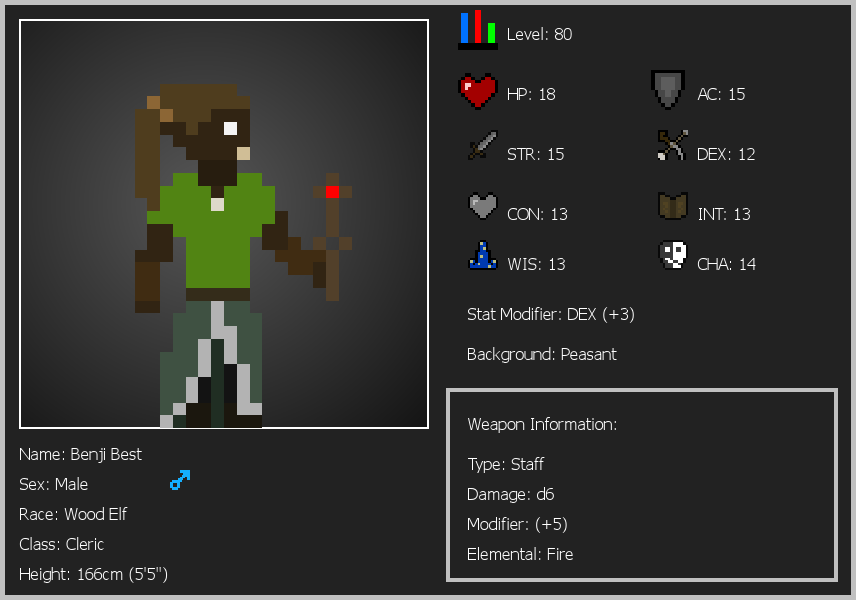 Level: 80
HP: 18
AC: 15
STR: 15
DEX: 12
CON: 13
INT: 13
WIS: 13
CHA: 14
Stat Modifier: DEX (+3)
Background: Peasant
Weapon Information:
Type: Staff
Damage: d6
Modifier: (+5)
Elemental: Fire
Name: Benji Best
Sex: Male
Race: Wood Elf
Class: Cleric
Height: 166cm (5'5")